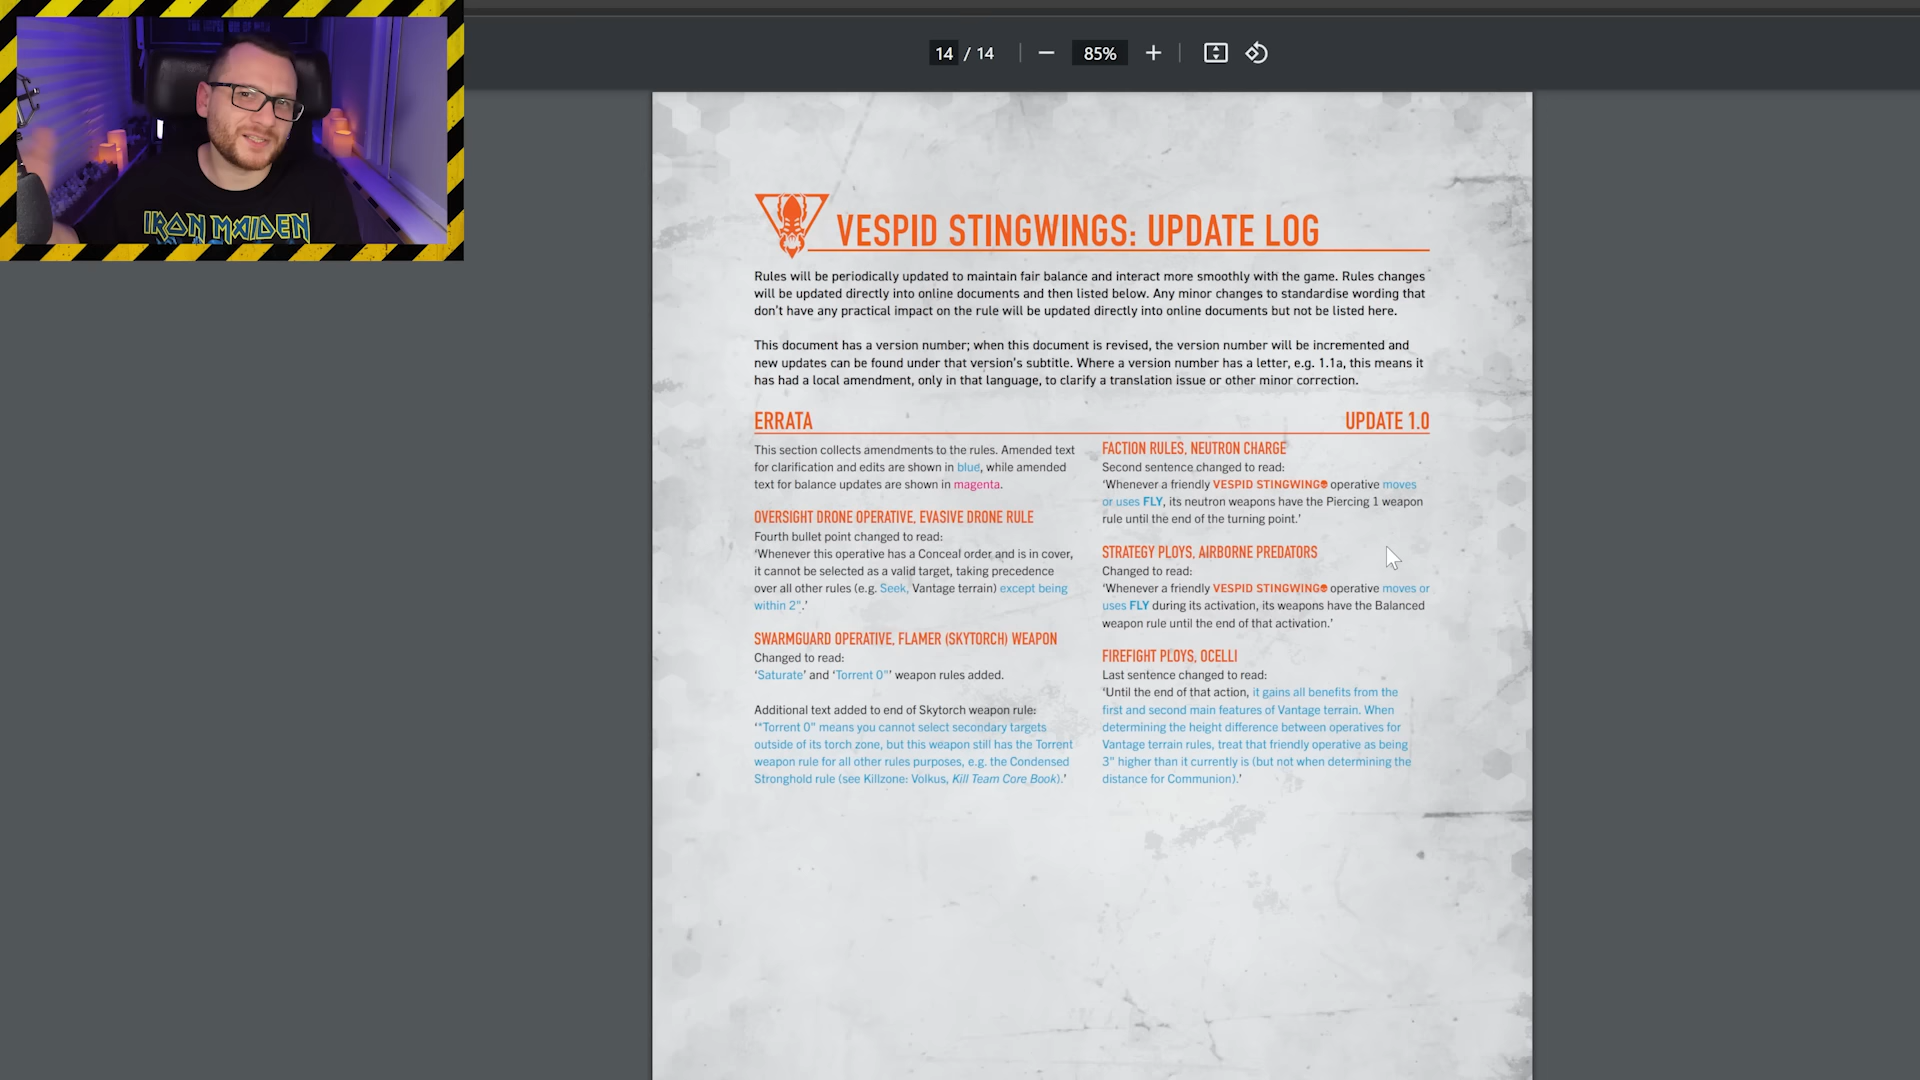 14 / 14
85%
IRON MAIDEN
VESPID STINGWINGS: UPDATE LOG
Rules will be periodically updated to maintain fair balance and interact more smoothly with the game. Rules changes
will be updated directly into online documents and then listed below. Any minor changes to standardise wording that
don't have any practical impact on the rule will be updated directly into online documents but not be listed here.
This document has a version number; when this document is revised, the version number will be incremented and
new updates can be found under that version's subtitle. Where a version number has a letter, e.g. 1.1a, this means it
has had a local amendment, only in that language, to clarify a translation issue or other minor correction.
ERRATA
UPDATE 1.0
This section collects amendments to the rules. Amended text
for clarification and edits are shown in blue, while amended
text for balance updates are shown in magenta.
OVERSIGHT DRONE OPERATIVE, EVASIVE DRONE RULE
Fourth bullet point changed to read:
'Whenever this operative has a Conceal order and is in cover,
it cannot be selected as a valid target, taking precedence
over all other rules (e.g. Seek, Vantage terrain) except being
within 2".'
SWARMGUARD OPERATIVE, FLAMER (SKYTORCH) WEAPON
Changed to read:
'Saturate' and 'Torrent 0"' weapon rules added.
Additional text added to end of Skytorch weapon rule:
'*Torrent 0" means you cannot select secondary targets
outside of its torch zone, but this weapon still has the Torrent
weapon rule for all other rules purposes, e.g. the Condensed
Stronghold rule (see Killzone: Volkus, Kill Team Core Book).'
FACTION RULES, NEUTRON CHARGE
Second sentence changed to read:
'Whenever a friendly VESPID STINGWING operative moves
or uses FLY, its neutron weapons have the Piercing 1 weapon
rule until the end of the turning point.'
STRATEGY PLOYS, AIRBORNE PREDATORS
Changed to read:
'Whenever a friendly VESPID STINGWING operative moves or
uses FLY during its activation, its weapons have the Balanced
weapon rule until the end of that activation.'
FIREFIGHT PLOYS, OCELLI
Last sentence changed to read:
'Until the end of that action, it gains all benefits from the
first and second main features of Vantage terrain. When
determining the height difference between operatives for
Vantage terrain rules, treat that friendly operative as being
3" higher than it currently is (but not when determining the
distance for Communion).'